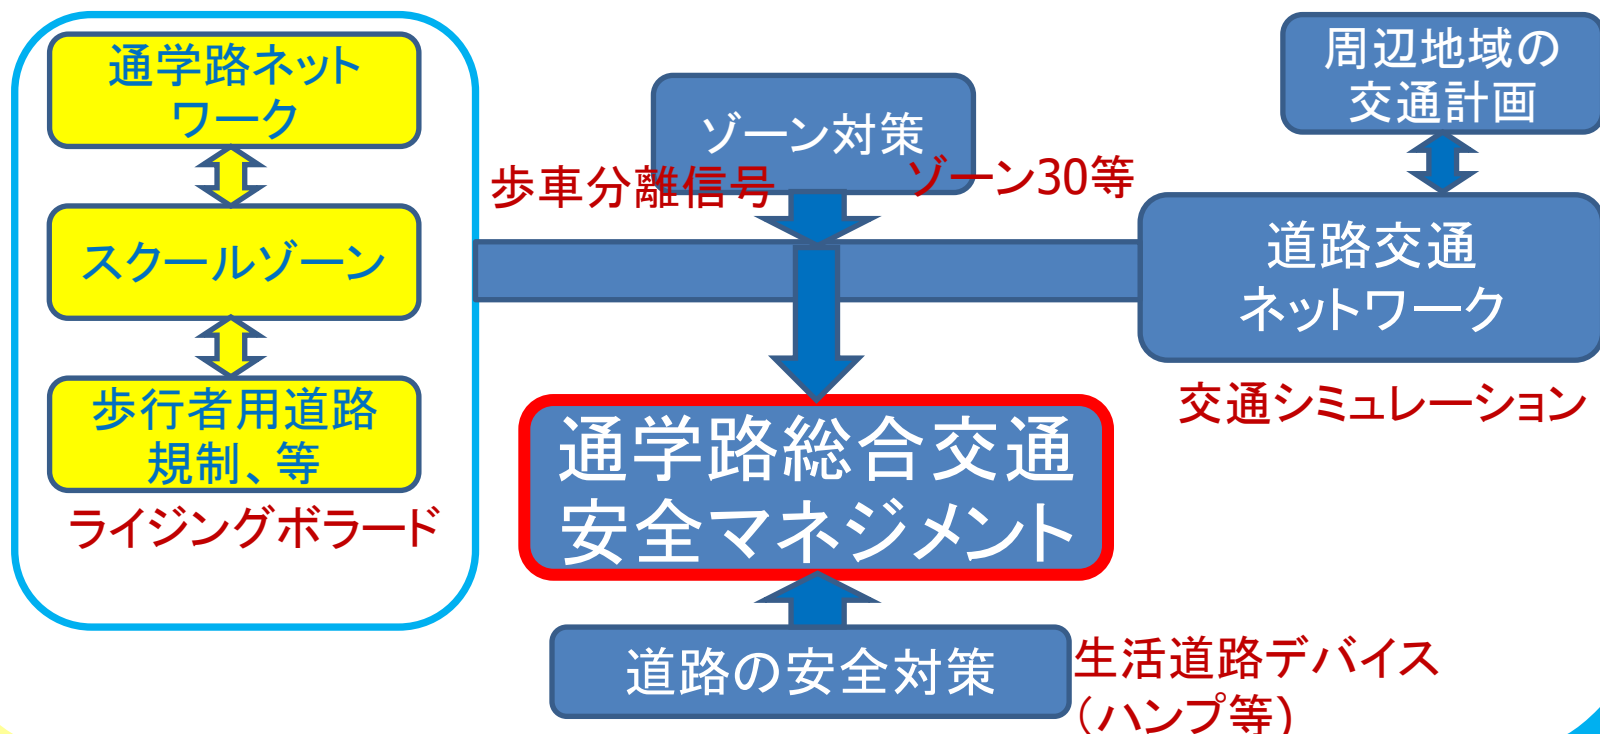 通学路ネット
ワーク
スクールゾーン
歩行者用道路
規制、等
ライジングボラード
ゾーン対策
歩車分離信号
ゾーン30等
周辺地域の
交通計画
道路交通
ネットワーク
交通シミュレーション
通学路総合交通
安全マネジメント
道路の安全対策
生活道路デバイス
（ハンプ等）